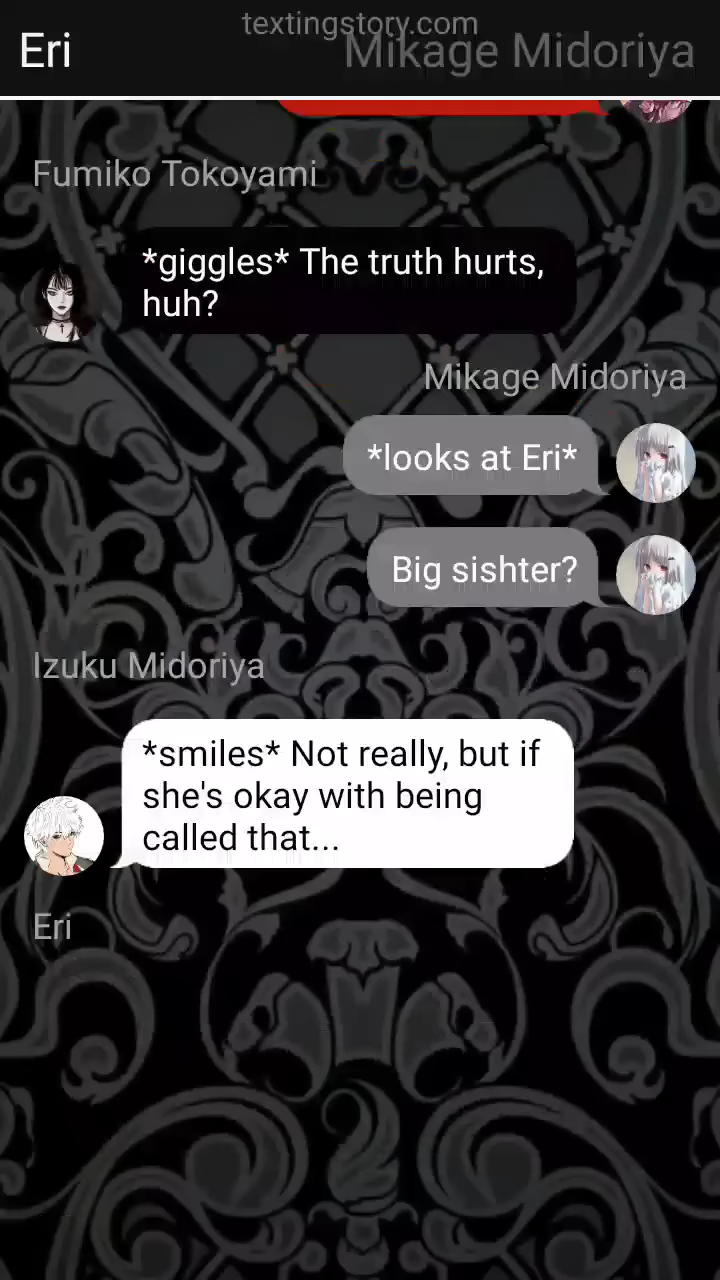 textingstory.com
Eri
Mikage Midoriya
Fumiko Tokoyami
*giggles* The truth hurts,
huh?
Mikage Midoriya
*looks at Eri*
Big sishter?
Izuku Midoriya
*smiles* Not really, but if
she's okay with being
called that...
Eri